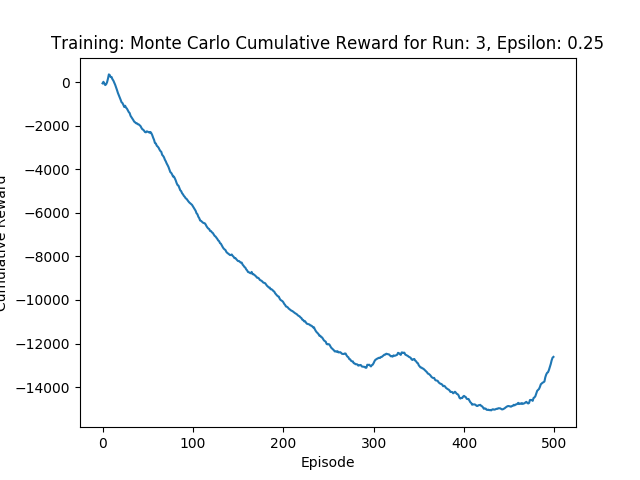 Training: Monte Carlo Cumulative Reward for Run: 3, Epsilon: 0.25
0
−2000
−4000
−6000
−8000
−10000
−12000
−14000
Cumulative Reward
0 100 200 300 400 500
Episode